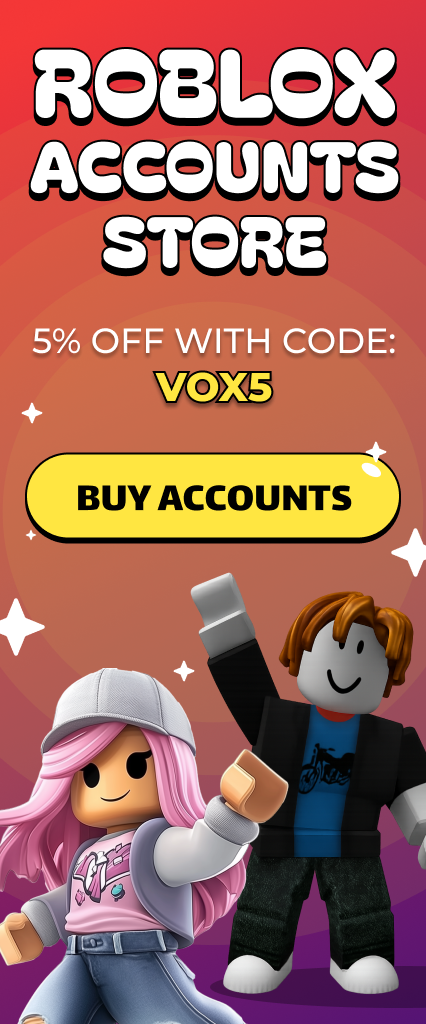 ROBLOX
ACCOUNTS
STORE
5% OFF WITH CODE:
VOX5
BUY ACCOUNTS